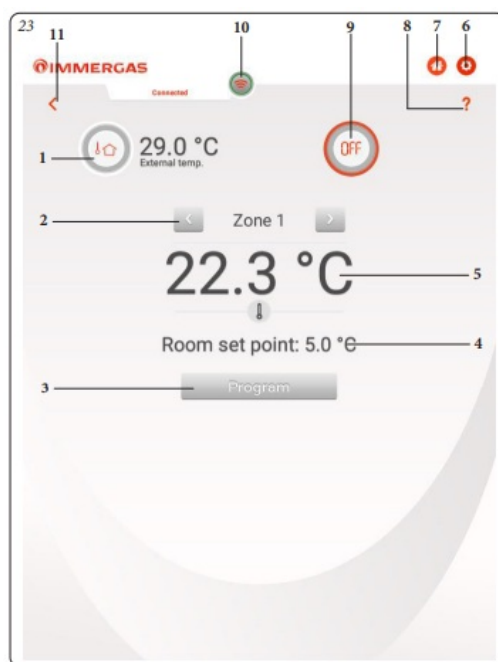 23
11
10
8
7
6
IMMERGAS
Connected
?
1
29.0 °C
External temp.
OFF
9
2
Zone 1
22.3 °C
5
Room set point: 5.0 °C
4
3
Program